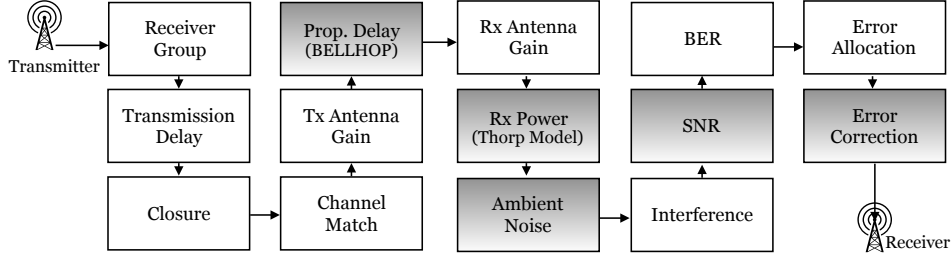 Transmitter
Receiver
Group
Transmission
Delay
Closure
Channel
Match
Tx Antenna
Gain
Prop. Delay
(BELLHOP)
Rx Antenna
Gain
Rx Power
(Thorp Model)
Ambient
Noise
Interference
SNR
BER
Error
Allocation
Error
Correction
Receiver